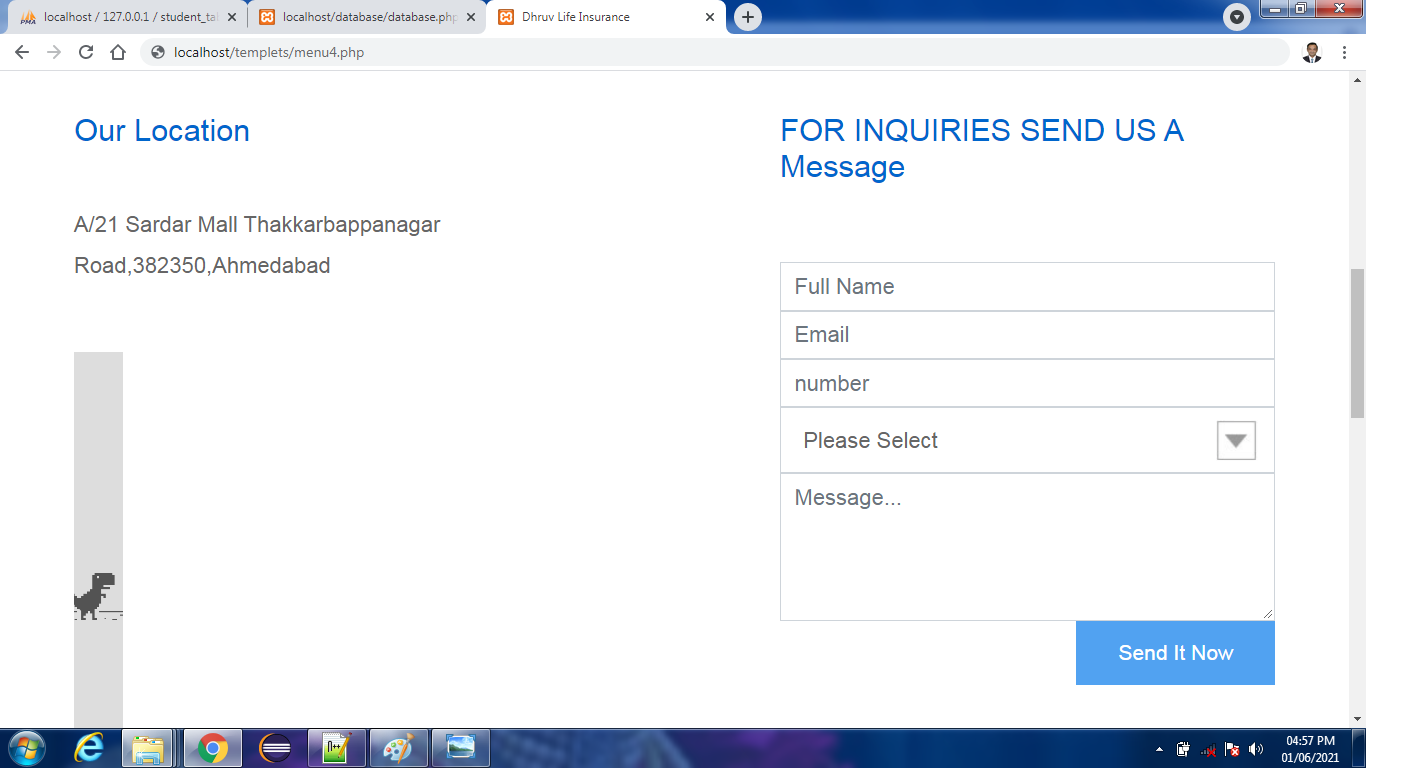 localhost / 127.0.0.1 / student_ta
localhost/database/database.php
Dhruv Life Insurance
localhost/templets/menu4.php
Our Location
A/21 Sardar Mall Thakkarbappanagar
Road,382350,Ahmedabad
FOR INQUIRIES SEND US A
Message
Full Name
Email
number
Please Select
Message...
Send It Now
04:57 PM
01/06/2021